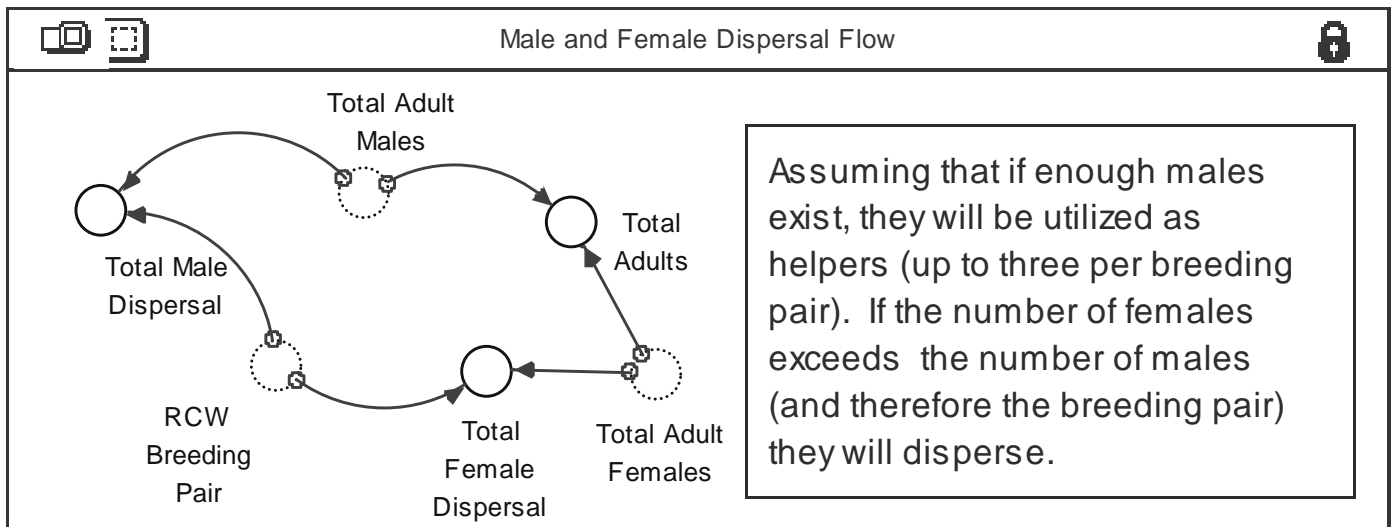 Male and Female Dispersal Flow
Total Adult
Males
Total
Adults
Total Male
Dispersal
RCW
Breeding
Pair
Total
Female
Dispersal
Total Adult
Females
Assuming that if enough males
exist, they will be utilized as
helpers (up to three per breeding
pair). If the number of females
exceeds the number of males
(and therefore the breeding pair)
they will disperse.